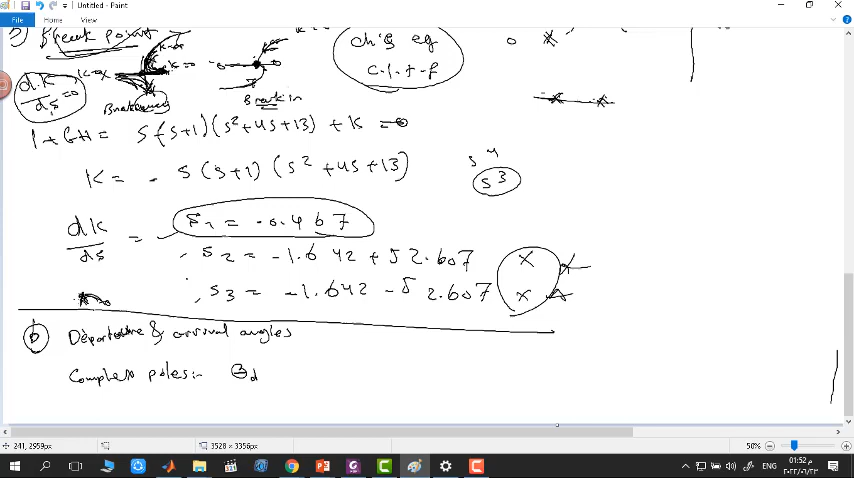 Untitled - Paint
File Home View
5) Break point
ch/s eq
c.l.t.f
k=0
dk/ds=0
Breakaway
Break in
1+GH = s(s+1)(s²+4s+13)+k=0
k = - s(s+1)(s²+4s+13)
s⁴
s³
dk/ds = s₁ = -0.467
, s₂ = -1.642 + j2.607
, s₃ = -1.642 - j2.607
6 Departure & arrival angles
Complex poles:- θd
241, 2959px
3528 × 3356px
50%
ENG
01:52 م